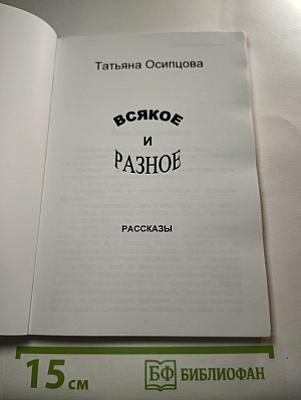 Татьяна Осипцова
ВСЯКОЕ
И
РАЗНОЕ
РАССКАЗЫ
15 см
БФ БИБЛИОФАН